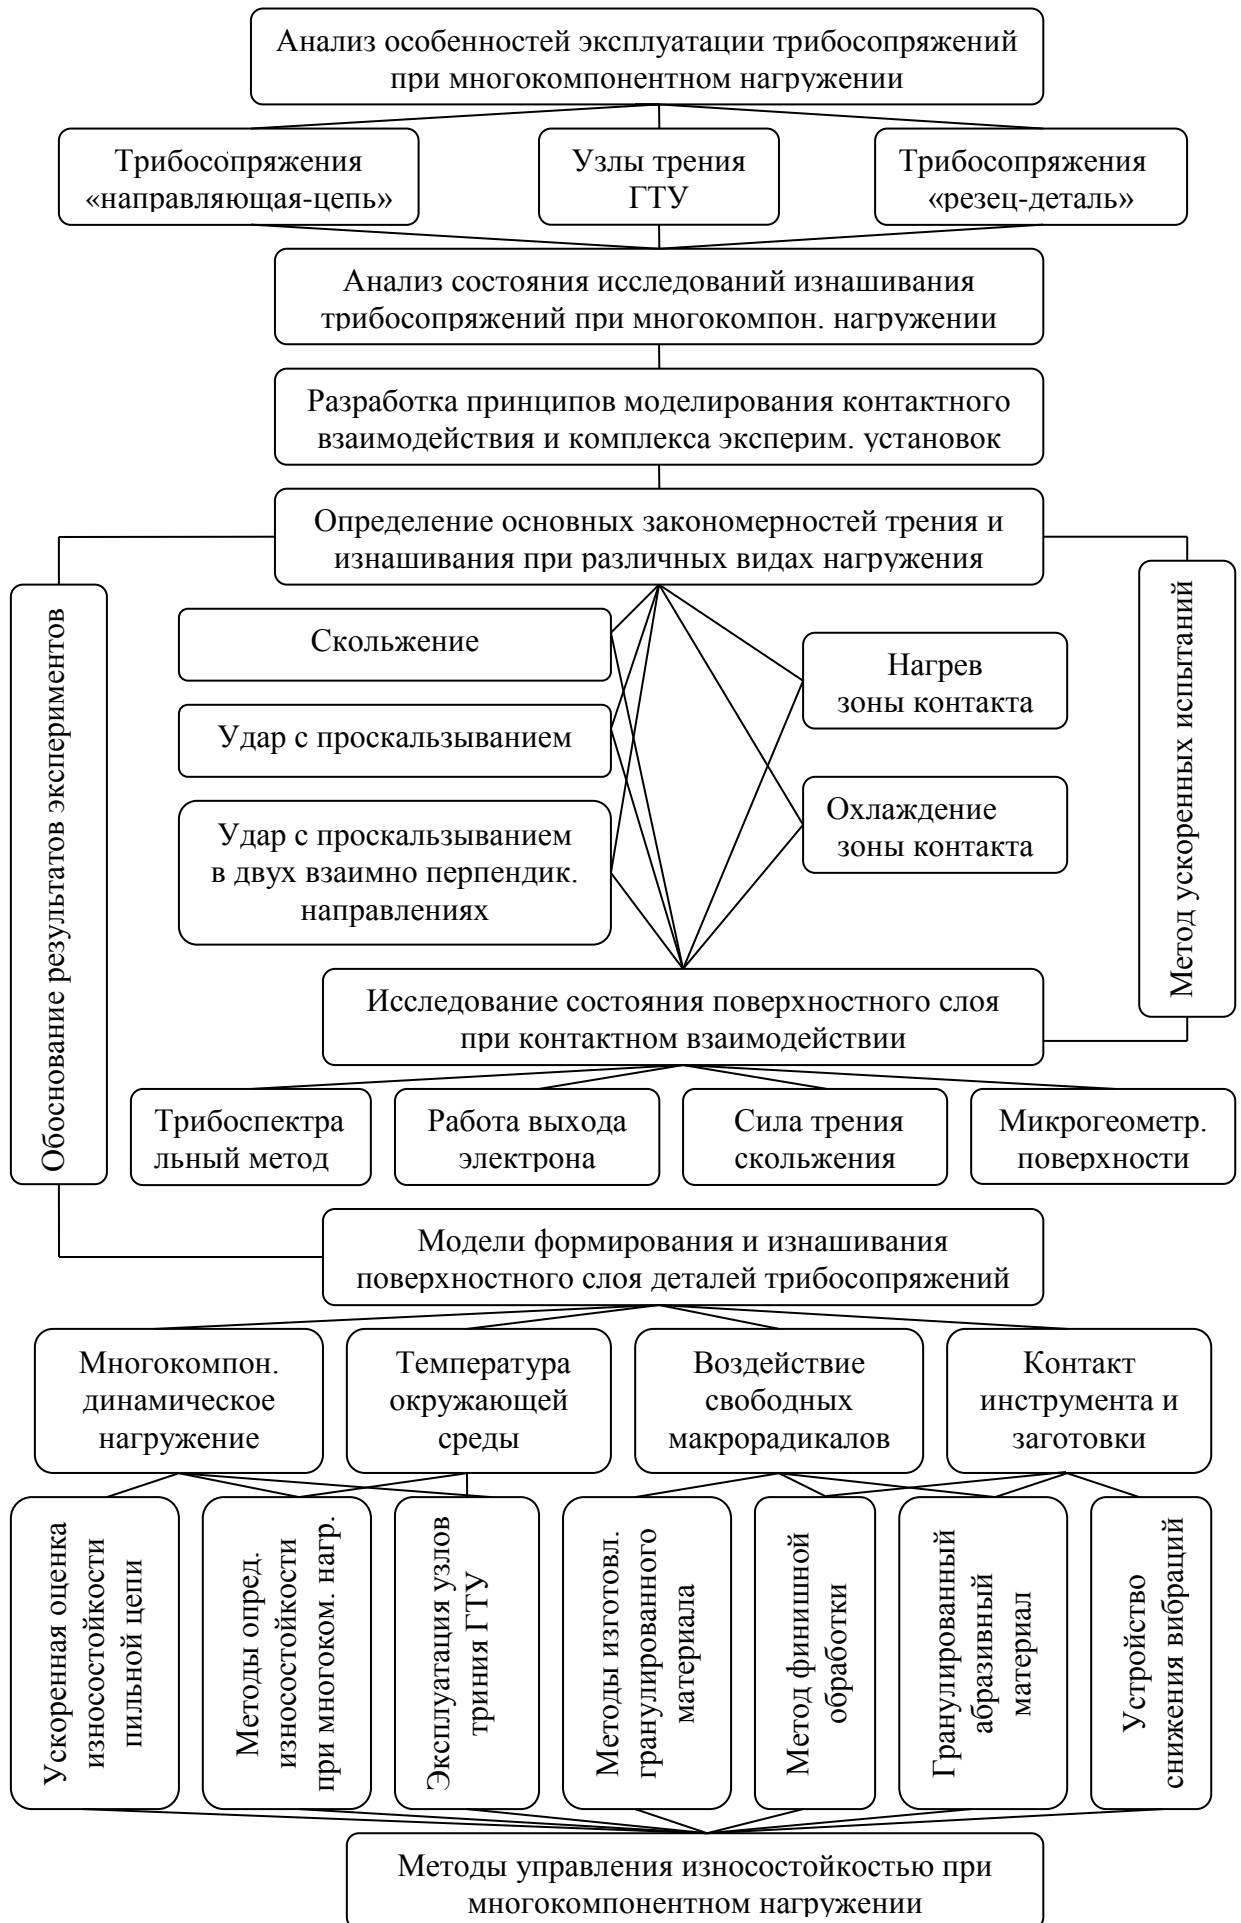 Анализ особенностей эксплуатации трибосопряжений
при многокомпонентном нагружении
Трибосопряжения
«направляющая-цепь»
Узлы трения
ГТУ
Трибосопряжения
«резец-деталь»
Анализ состояния исследований изнашивания
трибосопряжений при многокомпон. нагружении
Разработка принципов моделирования контактного
взаимодействия и комплекса эксперим. установок
Определение основных закономерностей трения и
изнашивания при различных видах нагружения
Обоснование результатов экспериментов
Метод ускоренных испытаний
Скольжение
Удар с проскальзыванием
Удар с проскальзыванием
в двух взаимно перпендик.
направлениях
Нагрев
зоны контакта
Охлаждение
зоны контакта
Исследование состояния поверхностного слоя
при контактном взаимодействии
Трибоспектра
льный метод
Работа выхода
электрона
Сила трения
скольжения
Микрогеометр.
поверхности
Модели формирования и изнашивания
поверхностного слоя деталей трибосопряжений
Многокомпон.
динамическое
нагружение
Температура
окружающей
среды
Воздействие
свободных
макрорадикалов
Контакт
инструмента и
заготовки
Ускоренная оценка
износостойкости
пильной цепи
Методы опред.
износостойкости
при многоком. нагр.
Эксплуатация узлов
триния ГТУ
Методы изготовл.
гранулированного
материала
Метод финишной
обработки
Гранулированный
абразивный
материал
Устройство
снижения вибраций
Методы управления износостойкостью при
многокомпонентном нагружении